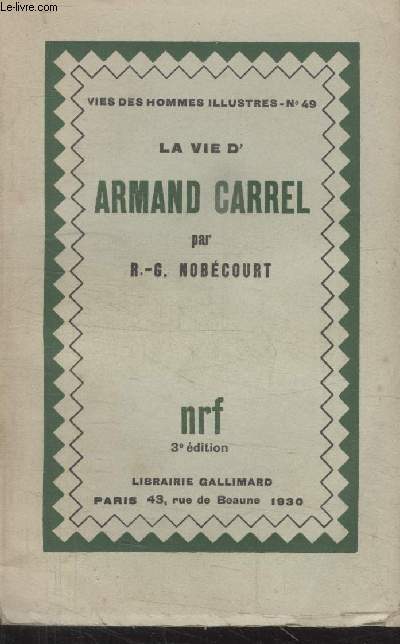 Le-livre.com
VIES DES HOMMES ILLUSTRES - N° 49
LA VIE D'
ARMAND CARREL
par
R.-G. NOBÉCOURT
nrf
3e édition
LIBRAIRIE GALLIMARD
PARIS 43, rue de Beaune 1930